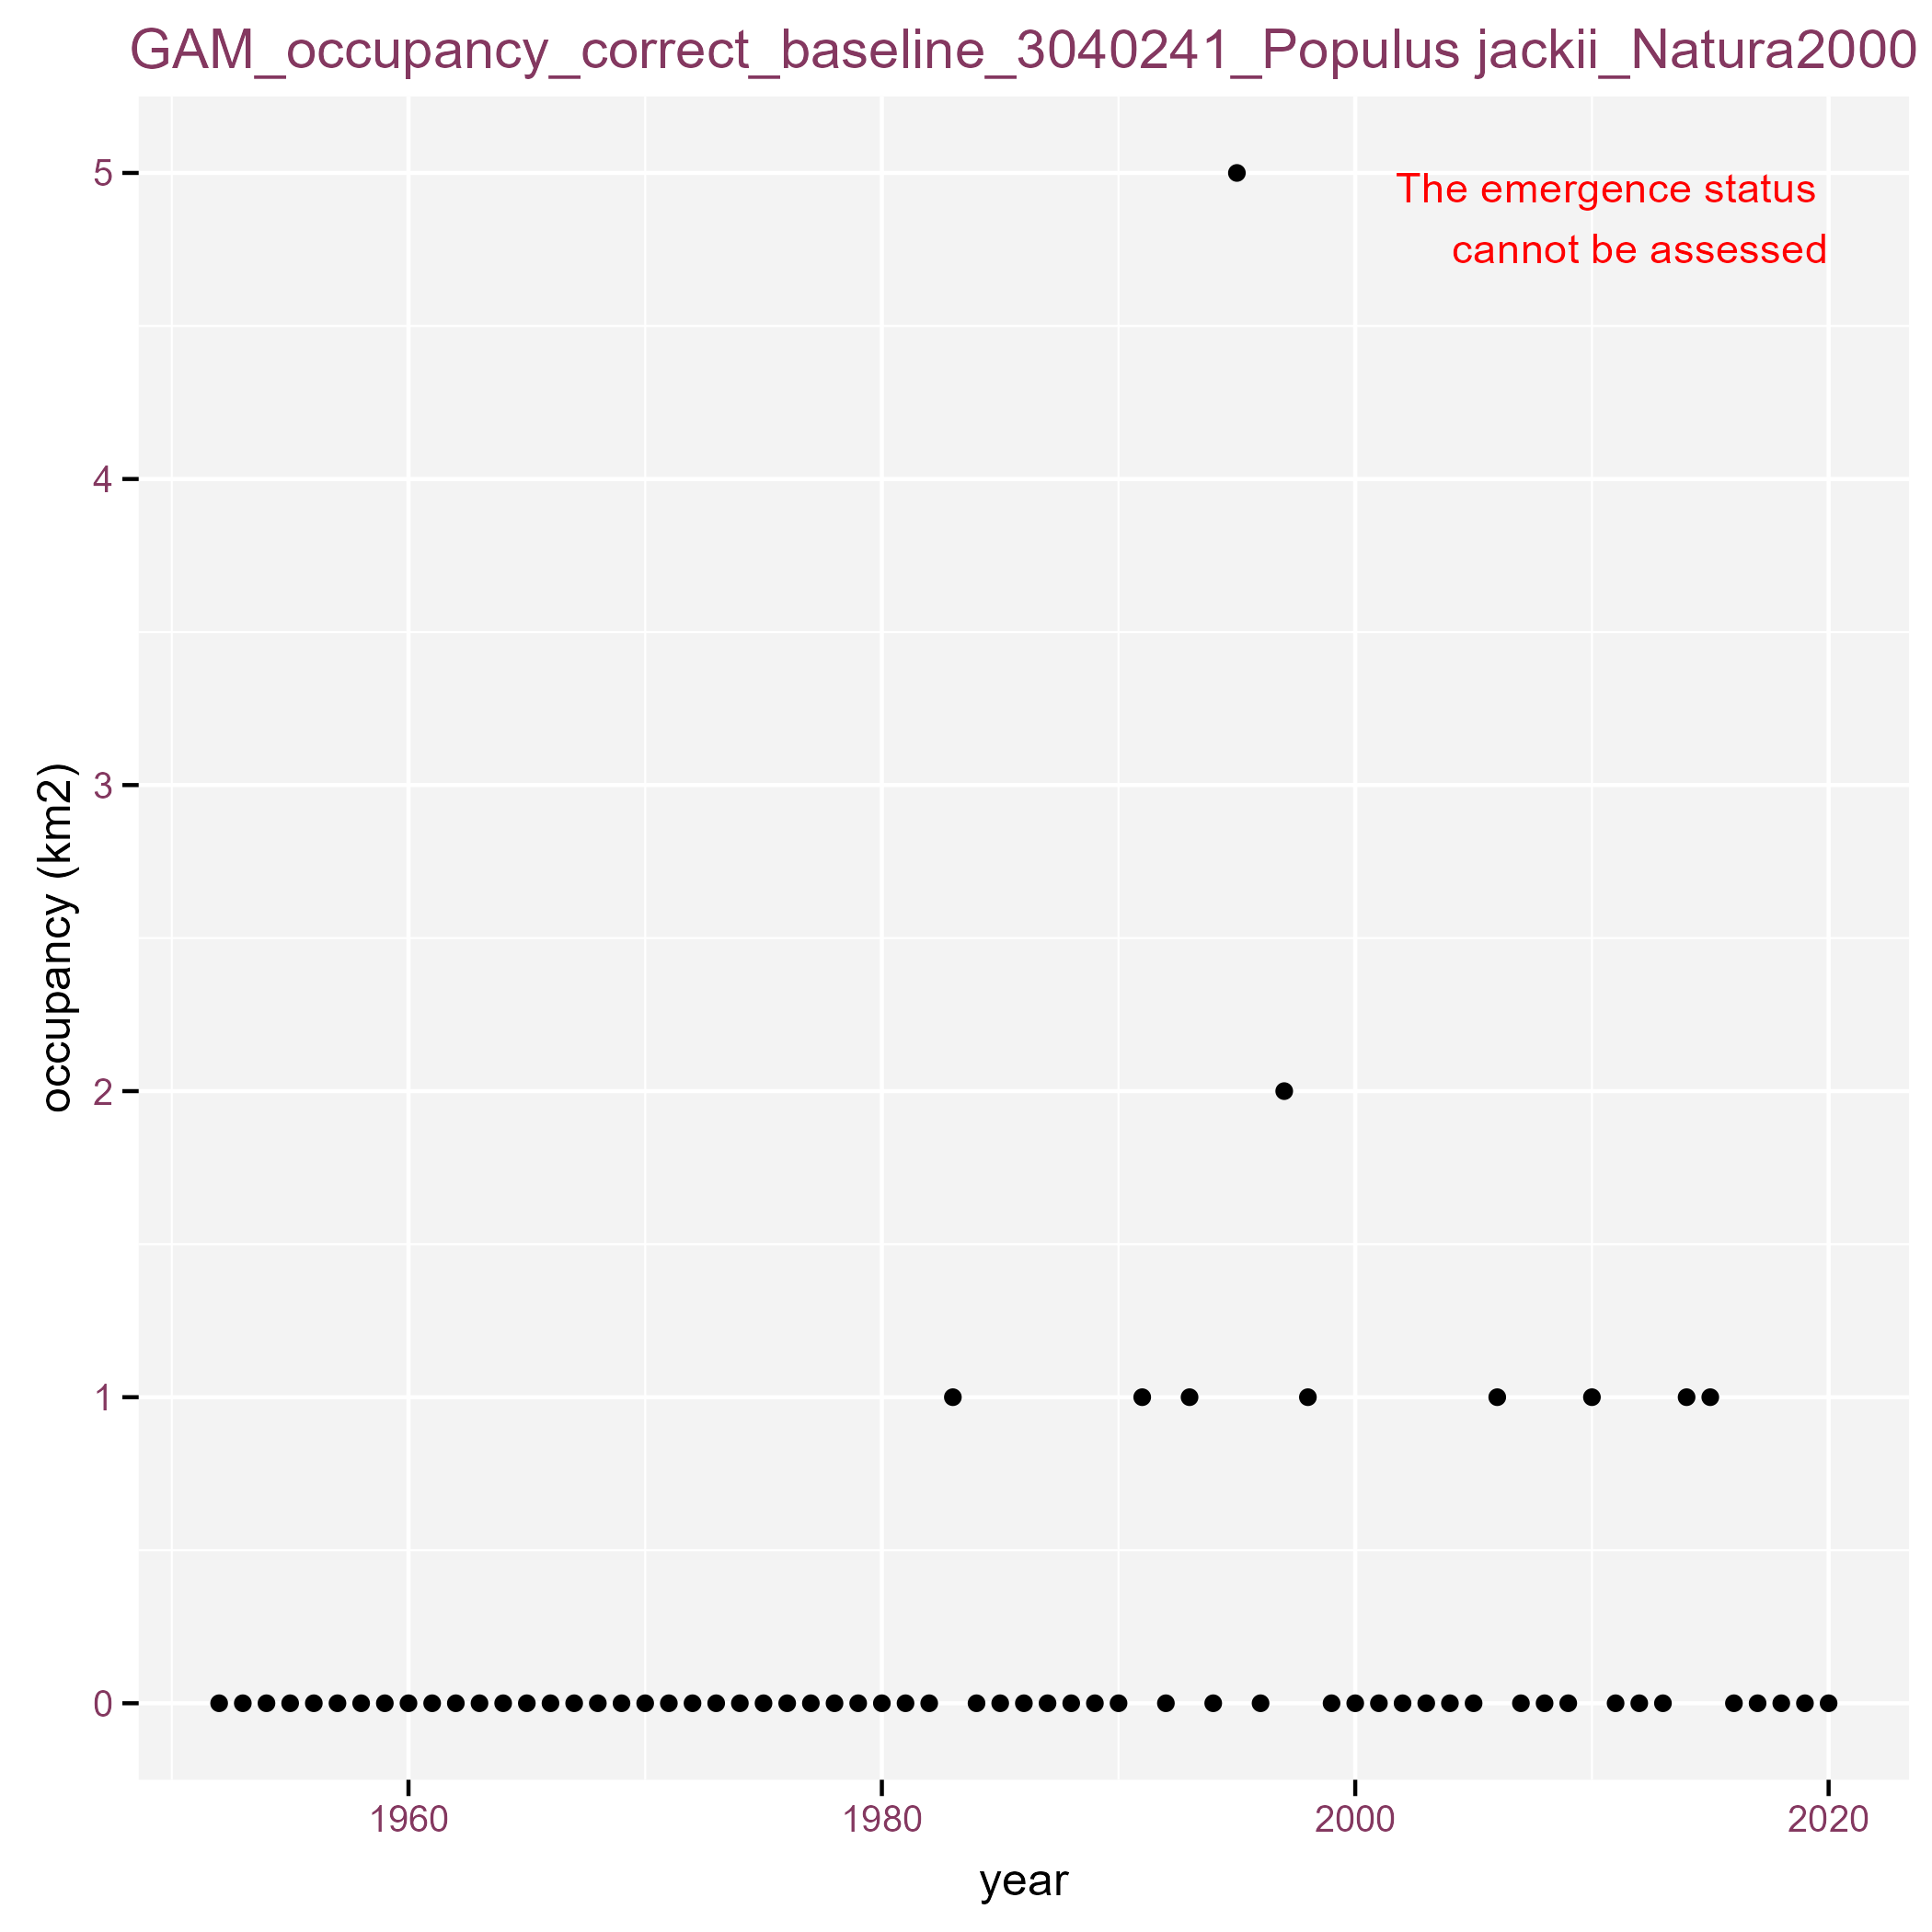 GAM_occupancy_correct_baseline_3040241_Populus jackii_Natura2000
The emergence status
cannot be assessed
5
4
3
2
1
0
occupancy (km2)
1960
1980
2000
2020
year